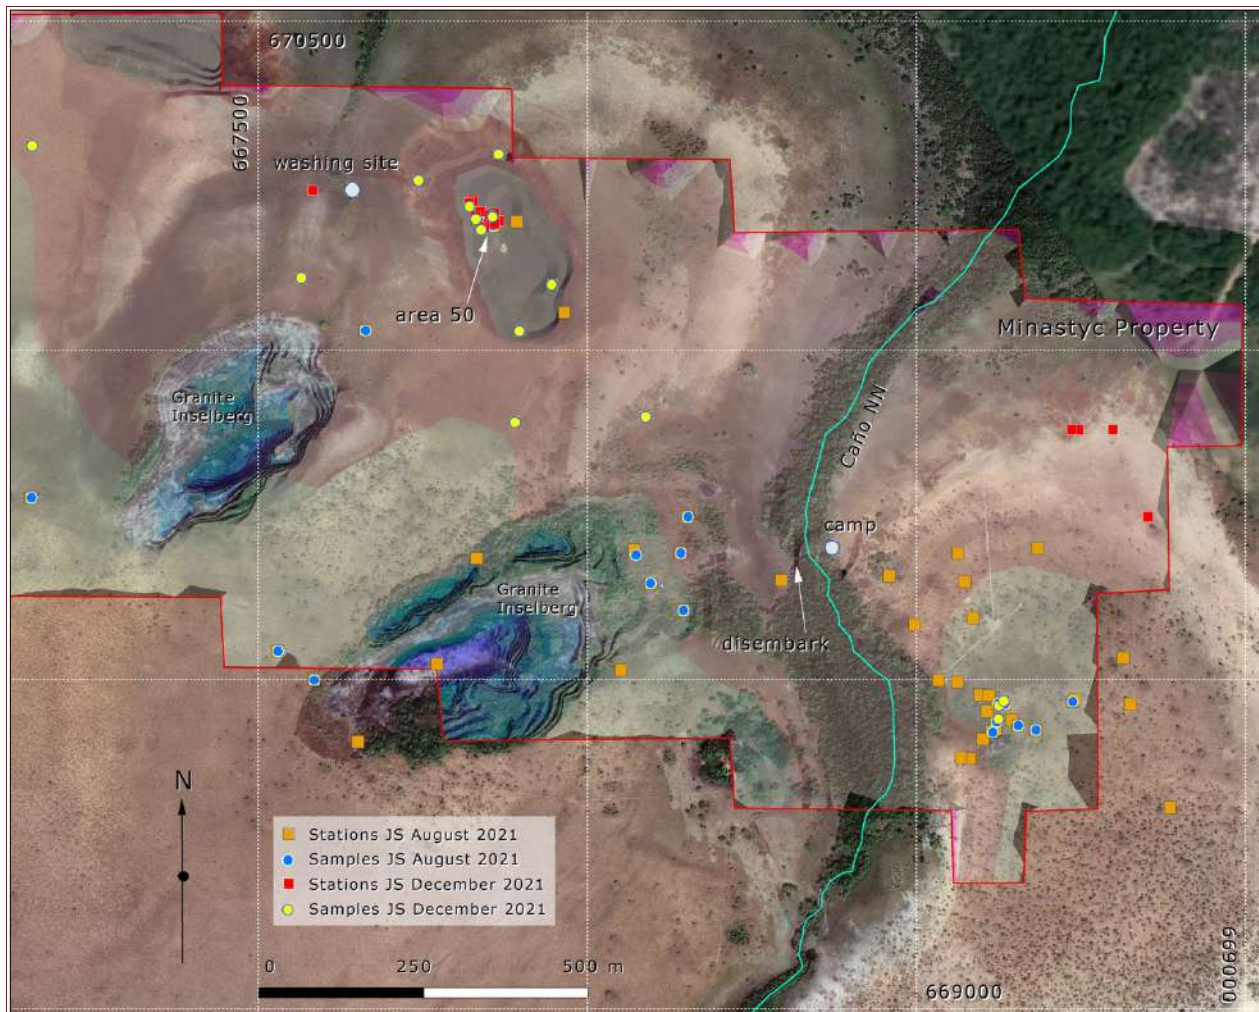 670500
667500
washing site
area 50
Minastyc Property
Granite
Inselberg
Caño NN
camp
Granite
Inselberg
disembark
N
Stations JS August 2021
Samples JS August 2021
Stations JS December 2021
Samples JS December 2021
0 250 500 m
669000
669000